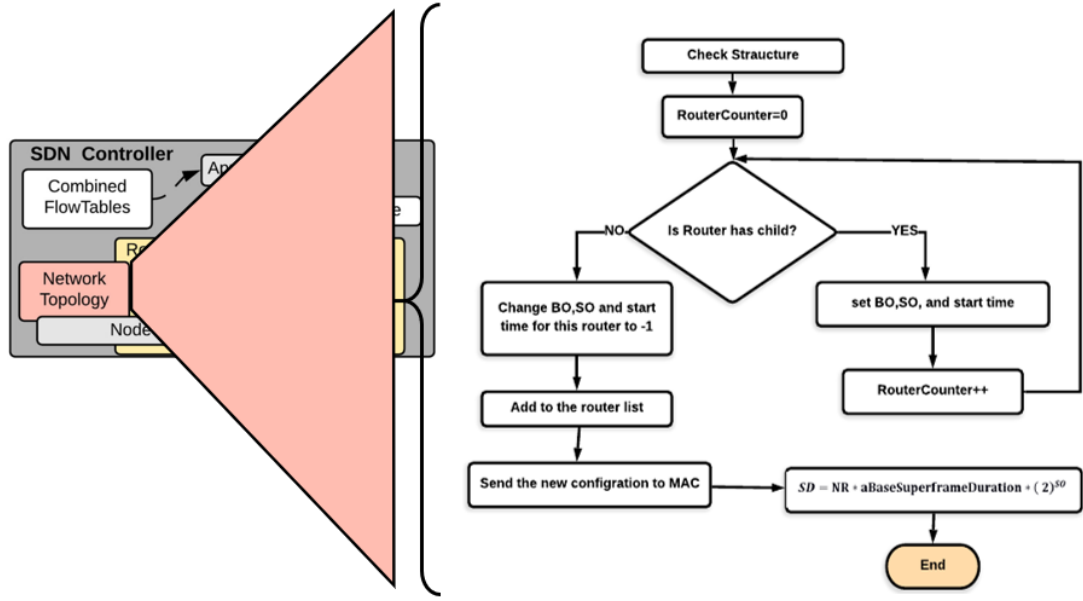 SDN Controller
Combined
FlowTables
Network
Topology
Node
Check Straucture
RouterCounter=0
Is Router has child?
NO
YES
Change BO,SO and start
time for this router to -1
set BO,SO, and start time
RouterCounter++
Add to the router list
Send the new configration to MAC
SD = NR * aBaseSuperframeDuration * ( 2)^SO
End